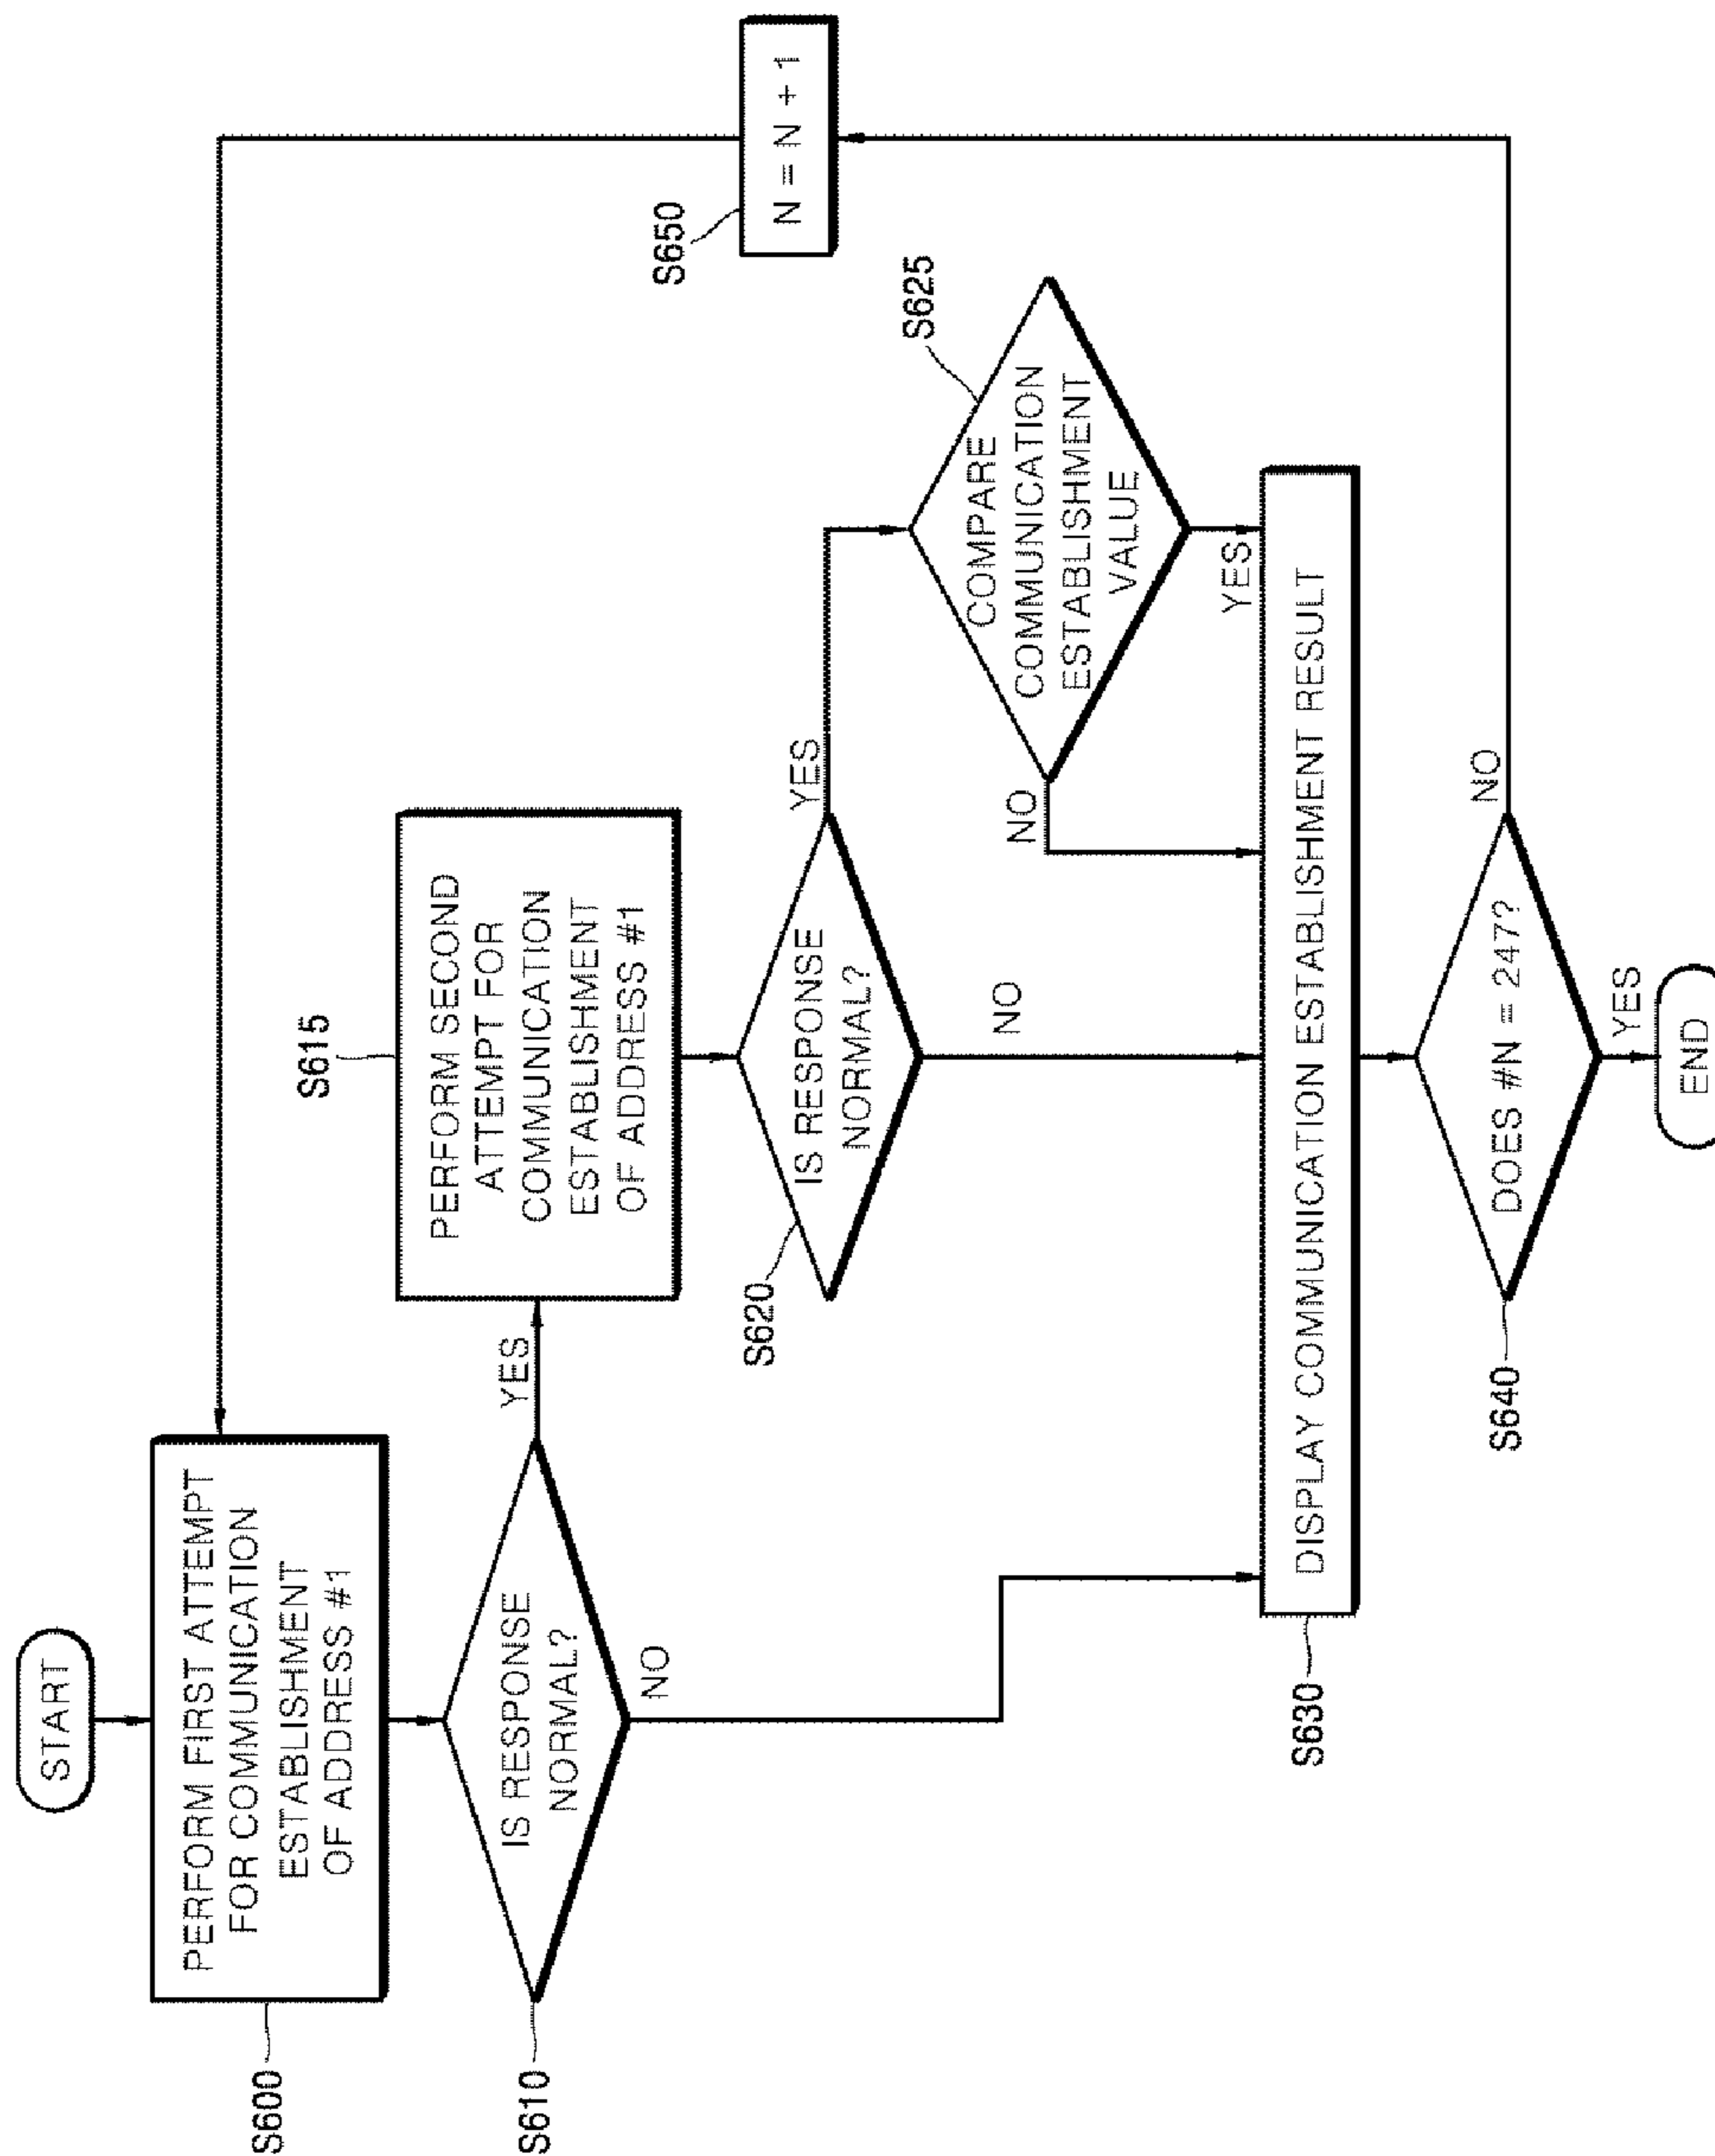 START
S600
PERFORM FIRST ATTEMPT
FOR COMMUNICATION
ESTABLISHMENT
OF ADDRESS #1
S610
IS RESPONSE
NORMAL?
YES
NO
S615
PERFORM SECOND
ATTEMPT FOR
COMMUNICATION
ESTABLISHMENT
OF ADDRESS #1
S620
IS RESPONSE
NORMAL?
YES
NO
S625
COMPARE
COMMUNICATION
ESTABLISHMENT
VALUE
NO
YES
S630
DISPLAY COMMUNICATION ESTABLISHMENT RESULT
S640
DOES #N = 247?
NO
YES
S650
N = N + 1
END